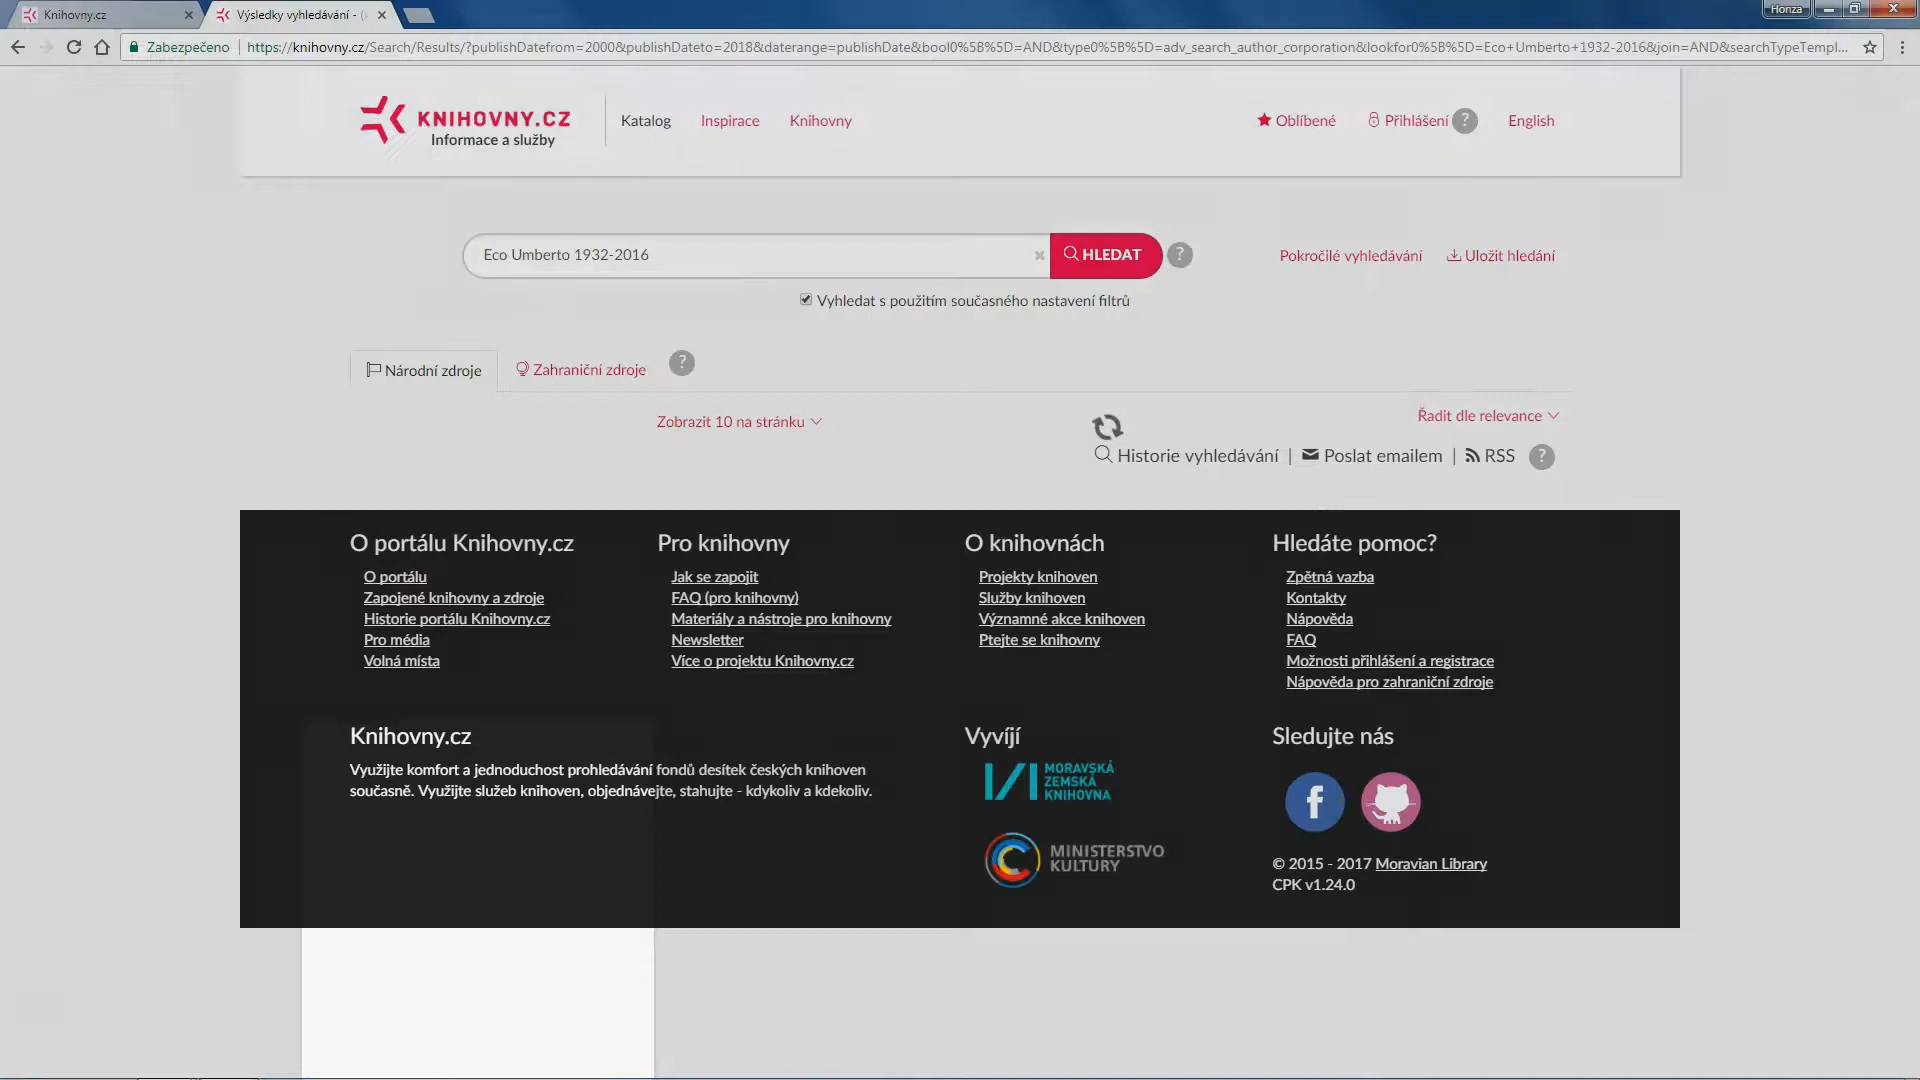 Knihovny.cz
Výsledky vyhledávání - (
Honza
Zabezpečeno https://knihovny.cz/Search/Results/?publishDatefrom=2000&publishDateto=2018&daterange=publishDate&bool0%5B%5D=AND&type0%5B%5D=adv_search_author_corporation&lookfor0%5B%5D=Eco+Umberto+1932-2016&join=AND&searchTypeTempl...
KNIHOVNY.CZ
Informace a služby
Katalog Inspirace Knihovny
Oblíbené Přihlášení ? English
Eco Umberto 1932-2016
HLEDAT ?
Pokročilé vyhledávání Uložit hledání
Vyhledat s použitím současného nastavení filtrů
Národní zdroje Zahraniční zdroje ?
Zobrazit 10 na stránku
Řadit dle relevance
Historie vyhledávání | Poslat emailem | RSS ?
O portálu Knihovny.cz
O portálu
Zapojené knihovny a zdroje
Historie portálu Knihovny.cz
Pro média
Volná místa
Pro knihovny
Jak se zapojit
FAQ (pro knihovny)
Materiály a nástroje pro knihovny
Newsletter
Více o projektu Knihovny.cz
O knihovnách
Projekty knihoven
Služby knihoven
Významné akce knihoven
Ptejte se knihovny
Hledáte pomoc?
Zpětná vazba
Kontakty
Nápověda
FAQ
Možnosti přihlášení a registrace
Nápověda pro zahraniční zdroje
Knihovny.cz
Využijte komfort a jednoduchost prohledávání fondů desítek českých knihoven
současně. Využijte služeb knihoven, objednávejte, stahujte - kdykoliv a kdekoliv.
Vyvíjí
MORAVSKÁ
ZEMSKÁ
KNIHOVNA
MINISTERSTVO
KULTURY
Sledujte nás
© 2015 - 2017 Moravian Library
CPK v1.24.0